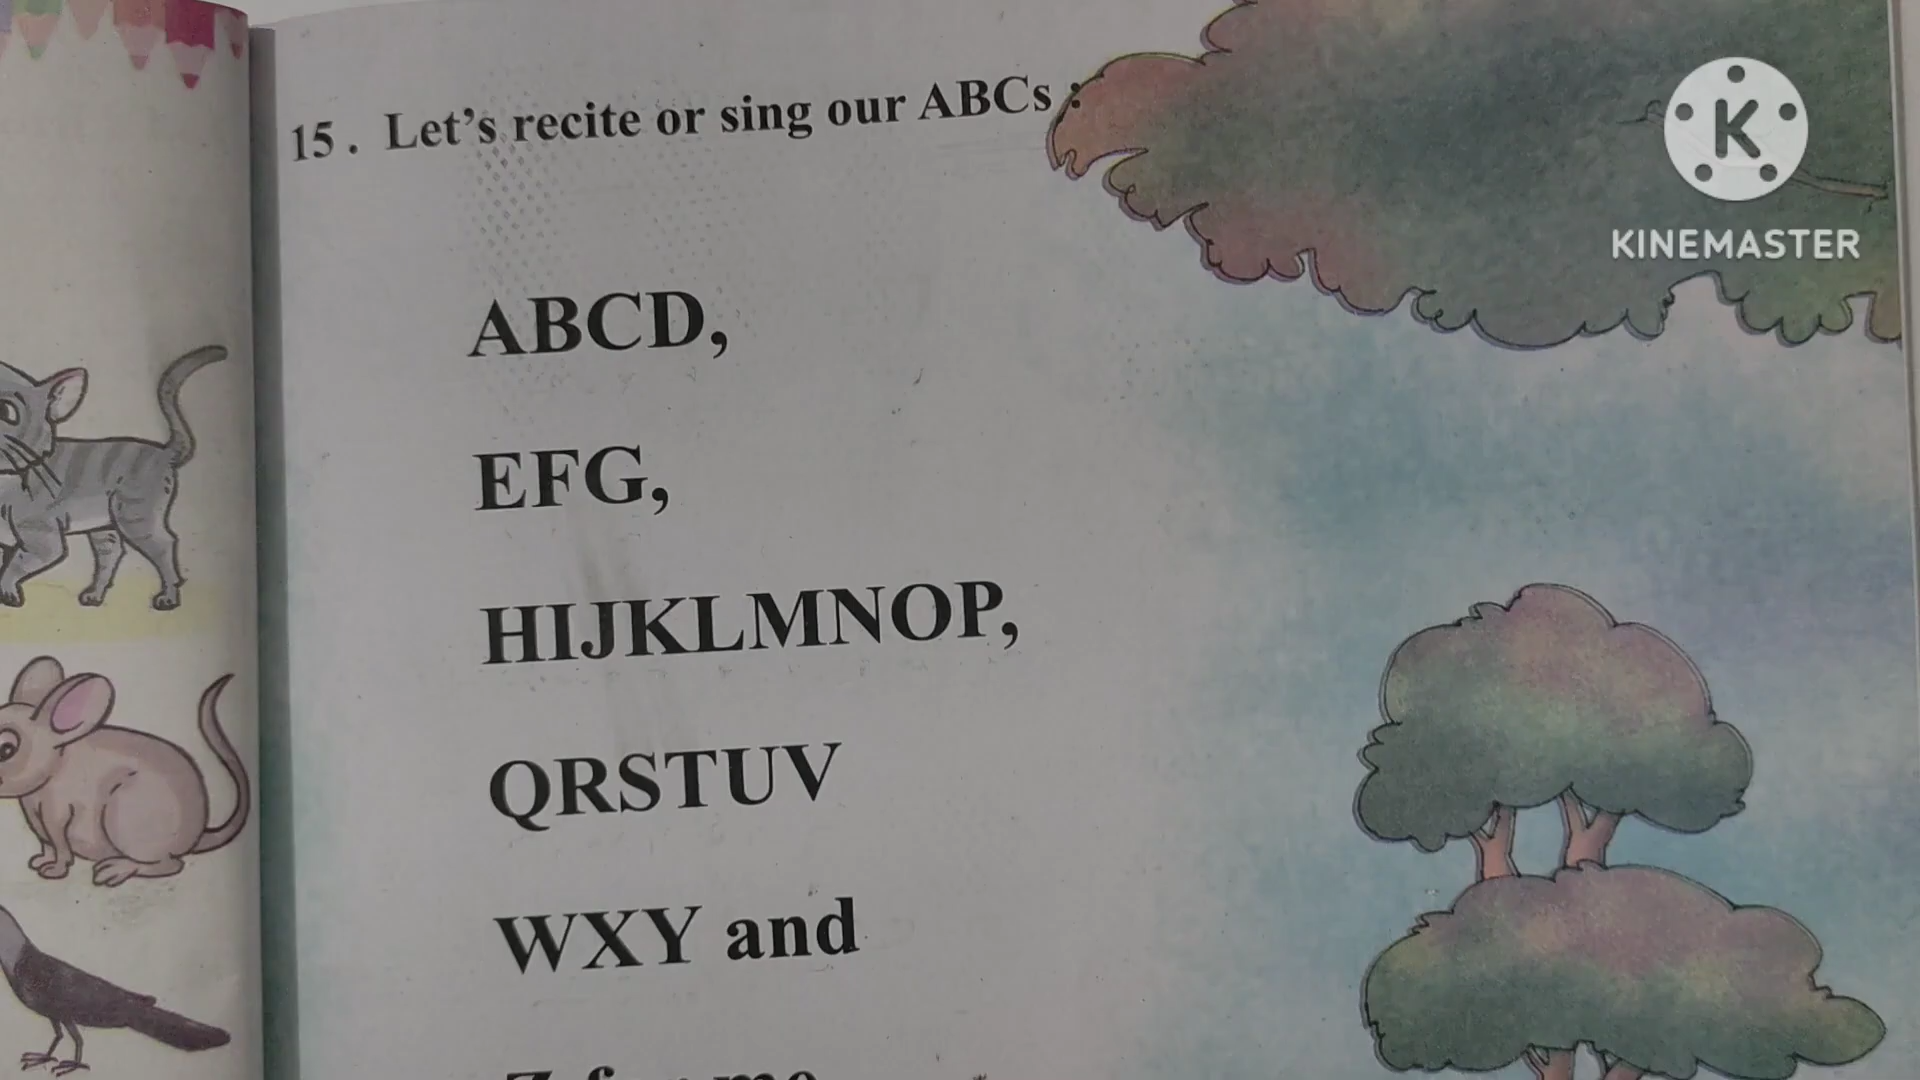 15. Let's recite or sing our ABCs :
K
KINEMASTER
ABCD,
EFG,
HIJKLMNOP,
QRSTUV
WXY and